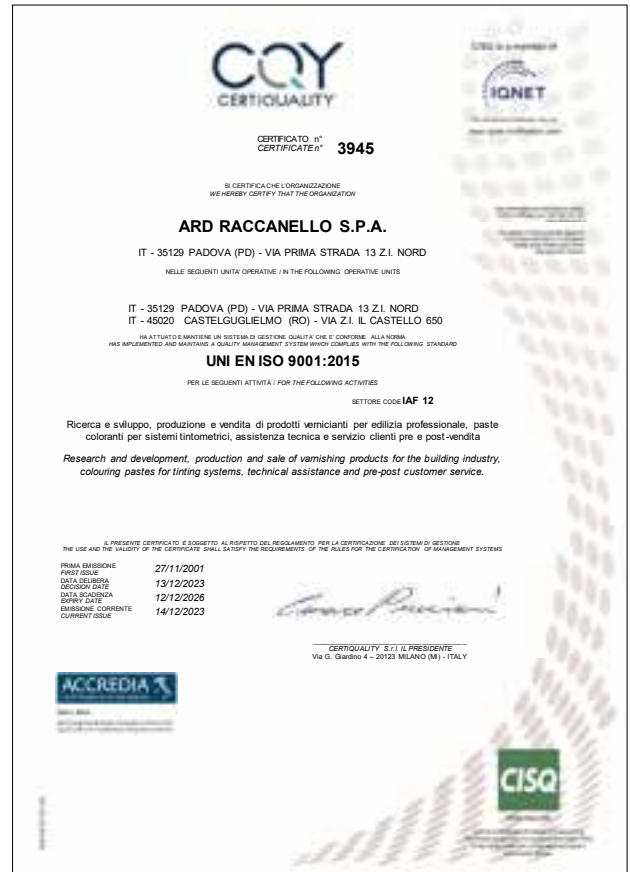 CQY
CERTIQUALITY
CISQ is a member of
IQNET
CERTIFICATO n°
CERTIFICATE n° 3945
SI CERTIFICA CHE L'ORGANIZZAZIONE
WE HEREBY CERTIFY THAT THE ORGANIZATION
ARD RACCANELLO S.P.A.
IT - 35129 PADOVA (PD) - VIA PRIMA STRADA 13 Z.I. NORD
NELLE SEGUENTI UNITA' OPERATIVE / IN THE FOLLOWING OPERATIVE UNITS
IT - 35129 PADOVA (PD) - VIA PRIMA STRADA 13 Z.I. NORD
IT - 45020 CASTELGUGLIELMO (RO) - VIA Z.I. IL CASTELLO 650
HA ATTUATO E MANTIENE UN SISTEMA DI GESTIONE QUALITA' CHE E' CONFORME ALLA NORMA
HAS IMPLEMENTED AND MAINTAINS A QUALITY MANAGEMENT SYSTEM WHICH COMPLIES WITH THE FOLLOWING STANDARD
UNI EN ISO 9001:2015
PER LE SEGUENTI ATTIVITÀ / FOR THE FOLLOWING ACTIVITIES
SETTORE CODE IAF 12
Ricerca e sviluppo, produzione e vendita di prodotti vernicianti per edilizia professionale, paste
coloranti per sistemi tintometrici, assistenza tecnica e servizio clienti pre e post-vendita
Research and development, production and sale of varnishing products for the building industry,
colouring pastes for tinting systems, technical assistance and pre-post customer service.
IL PRESENTE CERTIFICATO È SOGGETTO AL RISPETTO DEL REGOLAMENTO PER LA CERTIFICAZIONE DEI SISTEMI DI GESTIONE
THE USE AND THE VALIDITY OF THE CERTIFICATE SHALL SATISFY THE REQUIREMENTS OF THE RULES FOR THE CERTIFICATION OF MANAGEMENT SYSTEMS
PRIMA EMISSIONE
FIRST ISSUE 27/11/2001
DATA DELIBERA
DECISION DATE 13/12/2023
DATA SCADENZA
EXPIRY DATE 12/12/2026
EMISSIONE CORRENTE
CURRENT ISSUE 14/12/2023
CERTIQUALITY S.r.l. IL PRESIDENTE
Via G. Giardino 4 – 20123 MILANO (MI) - ITALY
ACCREDIA
CISQ